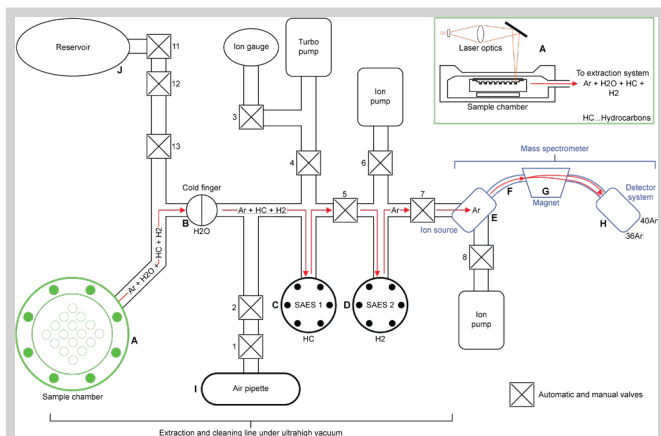 Reservoir
J
11
12
13
Ion gauge
3
Turbo
pump
4
Ion
pump
6
Laser optics
A
Sample chamber
To extraction system
Ar + H2O + HC +
H2
HC...Hydrocarbons
Mass spectrometer
Cold finger
B
H2O
Ar + H2O + HC + H2
Ar + HC + H2
5
Ar
7
Ar
Ion source
E
F
G
Magnet
Detector
system
H
40Ar
36Ar
8
Ion
pump
C
SAES 1
HC
D
SAES 2
H2
2
1
I
Air pipette
A
Sample chamber
Automatic and manual valves
Extraction and cleaning line under ultrahigh vacuum